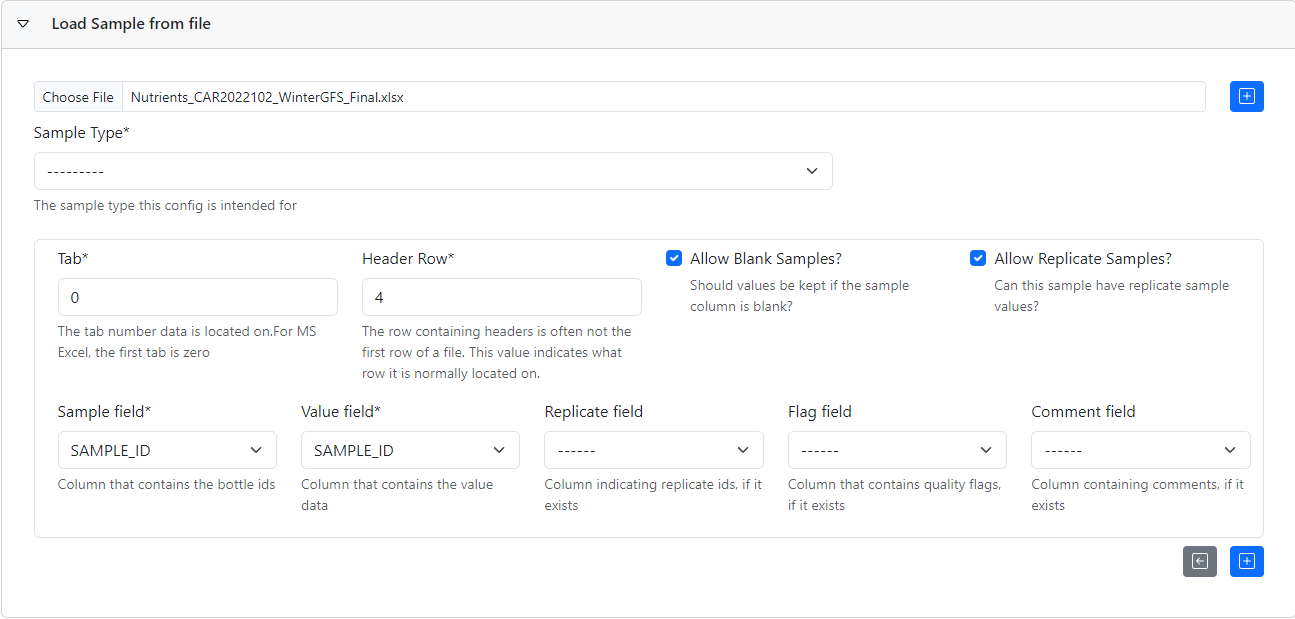 Load Sample from file
Choose File Nutrients_CAR2022102_WinterGFS_Final.xlsx
Sample Type*
---------
The sample type this config is intended for
Tab*
0
The tab number data is located on.For MS
Excel, the first tab is zero
Header Row*
4
The row containing headers is often not the
first row of a file. This value indicates what
row it is normally located on.
Allow Blank Samples?
Should values be kept if the sample
column is blank?
Allow Replicate Samples?
Can this sample have replicate sample
values?
Sample field*
SAMPLE_ID
Column that contains the bottle ids
Value field*
SAMPLE_ID
Column that contains the value
data
Replicate field
------
Column indicating replicate ids, if it
exists
Flag field
------
Column that contains quality flags,
if it exists
Comment field
------
Column containing comments, if it
exists